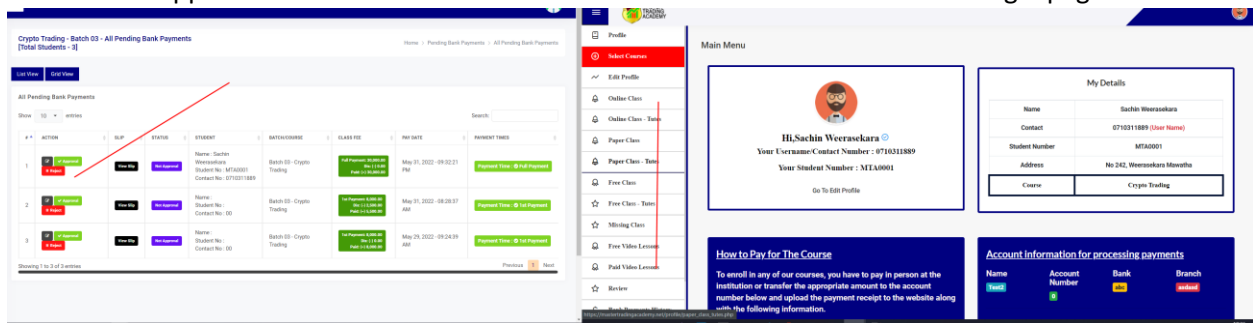 Crypto Trading - Batch 03 - All Pending Bank Payments
[Total Students - 3]
Home
Pending Bank Payments
All Pending Bank Payments
List View
Grid View
All Pending Bank Payments
Show 10 entries
Search:
# ACTION SLIP STATUS STUDENT BATCH/COURSE CLASS FEE PAY DATE PAYMENT TIMES
1
Approval
Reject
View Slip
Not Approval
Name : Sachin
Weerasekara
Student No : MTA0001
Contact No : 0710311889
Batch 03 - Crypto
Trading
May 31, 2022 - 09:32:21
PM
Payment Time : Full Payment
2
Approval
Reject
View Slip
Not Approval
Name :
Student No :
Contact No : 00
Batch 03 - Crypto
Trading
May 31, 2022 - 08:28:37
AM
Payment Time : 1st Payment
3
Approval
Reject
View Slip
Not Approval
Name :
Student No :
Contact No : 00
Batch 03 - Crypto
Trading
May 29, 2022 - 09:24:39
AM
Payment Time : 1st Payment
Showing 1 to 3 of 3 entries
Previous 1 Next
TRADING
ACADEMY
Profile
Select Courses
Edit Profile
Online Class
Online Class - Tutes
Paper Class
Paper Class - Tutes
Free Class
Free Class - Tutes
Missing Class
Free Video Lessons
Paid Video Lessons
Review
https://mastertradingacademy.net/profile/paper_class_tutes.php
Main Menu
Hi,Sachin Weerasekara
Your Username/Contact Number : 0710311889
Your Student Number : MTA0001
Go To Edit Profile
My Details
Name Sachin Weerasekara
Contact 0710311889 (User Name)
Student Number MTA0001
Address No 242, Weerasekara Mawatha
Course Crypto Trading
How to Pay for The Course
To enroll in any of our courses, you have to pay in person at the
institution or transfer the appropriate amount to the account
number below and upload the payment receipt to the website along
with the following information.
Account information for processing payments
Name Account Bank Branch
Number
Test2 abc asdasd
0